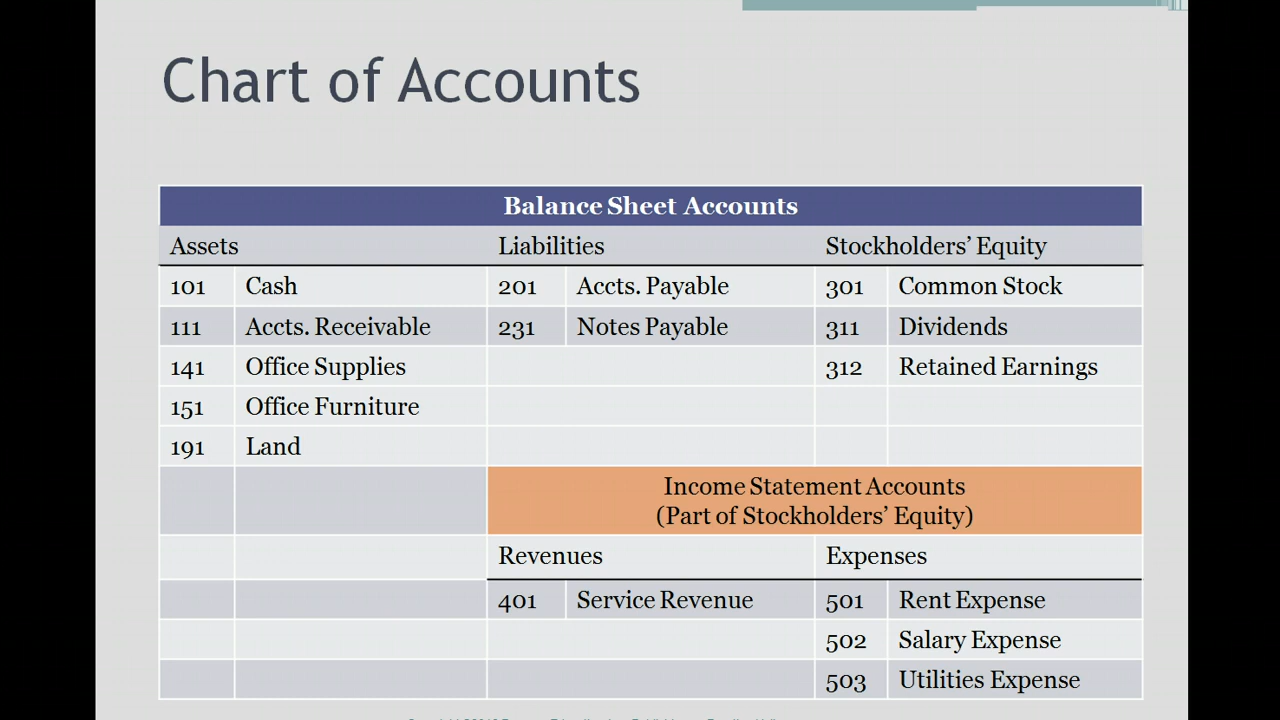 Chart of Accounts
Balance Sheet Accounts
Assets Liabilities Stockholders’ Equity
101 Cash 201 Accts. Payable 301 Common Stock
111 Accts. Receivable 231 Notes Payable 311 Dividends
141 Office Supplies 312 Retained Earnings
151 Office Furniture
191 Land
Income Statement Accounts
(Part of Stockholders’ Equity)
Revenues Expenses
401 Service Revenue 501 Rent Expense
502 Salary Expense
503 Utilities Expense